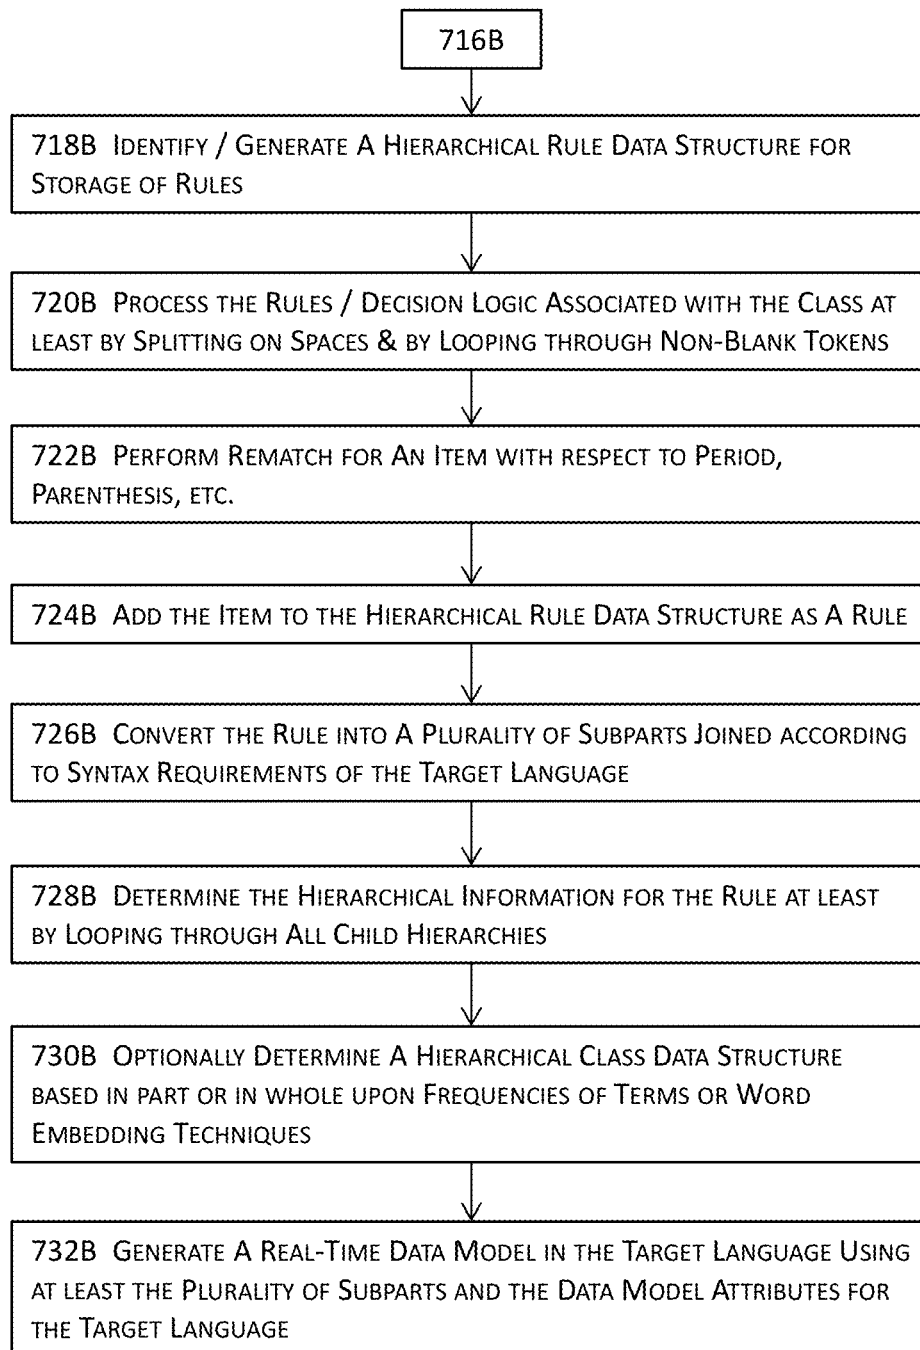 716B
718B IDENTIFY / GENERATE A HIERARCHICAL RULE DATA STRUCTURE FOR
STORAGE OF RULES
720B PROCESS THE RULES / DECISION LOGIC ASSOCIATED WITH THE CLASS AT
LEAST BY SPLITTING ON SPACES & BY LOOPING THROUGH NON-BLANK TOKENS
722B PERFORM REMATCH FOR AN ITEM WITH RESPECT TO PERIOD,
PARENTHESIS, ETC.
724B ADD THE ITEM TO THE HIERARCHICAL RULE DATA STRUCTURE AS A RULE
726B CONVERT THE RULE INTO A PLURALITY OF SUBPARTS JOINED ACCORDING
TO SYNTAX REQUIREMENTS OF THE TARGET LANGUAGE
728B DETERMINE THE HIERARCHICAL INFORMATION FOR THE RULE AT LEAST
BY LOOPING THROUGH ALL CHILD HIERARCHIES
730B OPTIONALLY DETERMINE A HIERARCHICAL CLASS DATA STRUCTURE
BASED IN PART OR IN WHOLE UPON FREQUENCIES OF TERMS OR WORD
EMBEDDING TECHNIQUES
732B GENERATE A REAL-TIME DATA MODEL IN THE TARGET LANGUAGE USING
AT LEAST THE PLURALITY OF SUBPARTS AND THE DATA MODEL ATTRIBUTES FOR
THE TARGET LANGUAGE